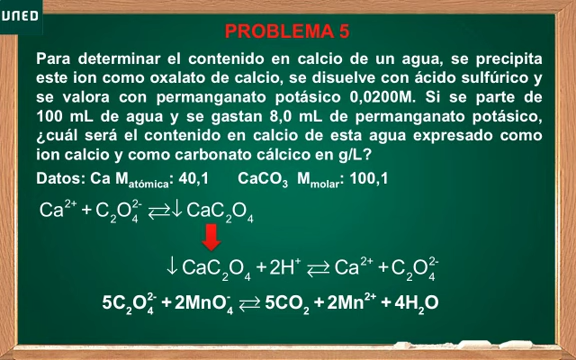 UNED
PROBLEMA 5
Para determinar el contenido en calcio de un agua, se precipita
este ion como oxalato de calcio, se disuelve con ácido sulfúrico y
se valora con permanganato potásico 0,0200M. Si se parte de
100 mL de agua y se gastan 8,0 mL de permanganato potásico,
¿cuál será el contenido en calcio de esta agua expresado como
ion calcio y como carbonato cálcico en g/L?
Datos: Ca M_atómica: 40,1 CaCO₃ M_molar: 100,1
Ca²⁺ + C₂O₄²⁻ ⇄ ↓ CaC₂O₄
↓ CaC₂O₄ + 2H⁺ ⇄ Ca²⁺ + C₂O₄²⁻
5C₂O₄²⁻ + 2MnO₄⁻ ⇄ 5CO₂ + 2Mn²⁺ + 4H₂O